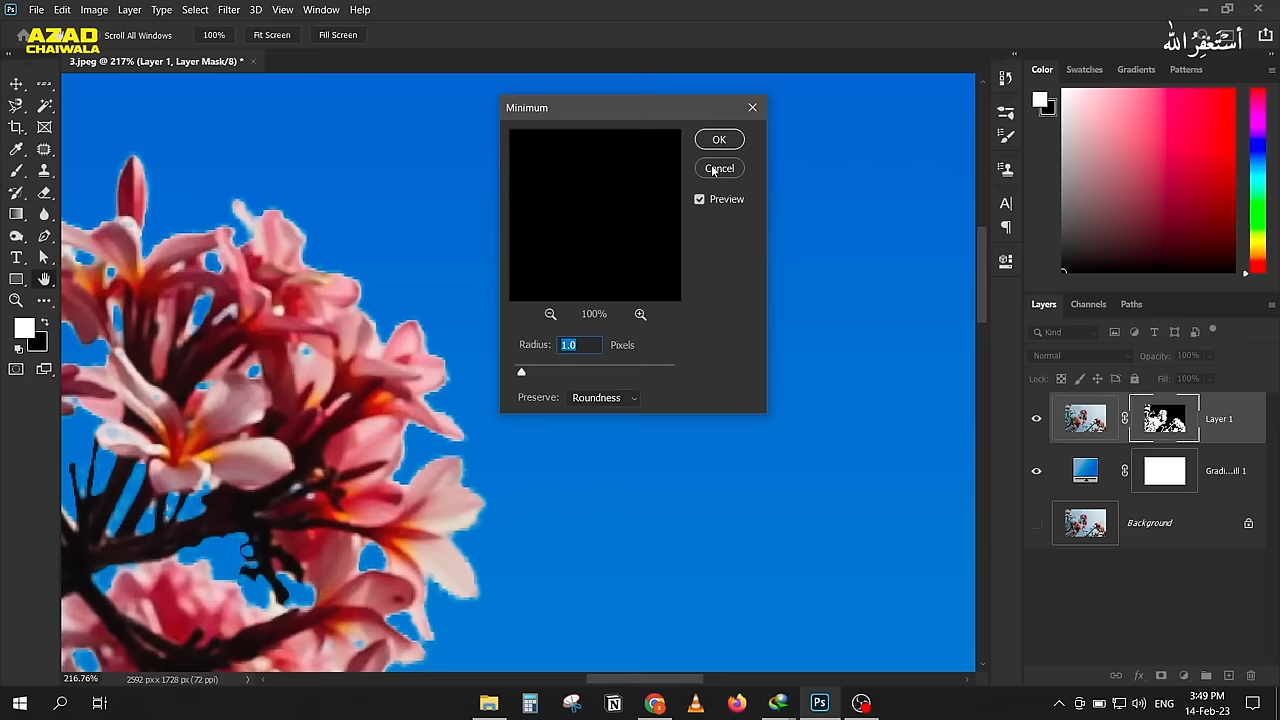 Ps File Edit Image Layer Type Select Filter 3D View Window Help
AZAD
CHAIWALA
Scroll All Windows 100% Fit Screen Fill Screen
أستغفر الله
3.jpeg @ 217% (Layer 1, Layer Mask/8) *
Color Swatches Gradients Patterns
Minimum
OK
Cancel
Preview
100%
Radius: 1.0 Pixels
Preserve: Roundness
Layers Channels Paths
Kind
Normal Opacity: 100%
Lock: Fill: 100%
Layer 1
Gradi...ill 1
Background
216.76% 2592 px x 1728 px (72 ppi)
Ps
ENG
3:49 PM
14-Feb-23